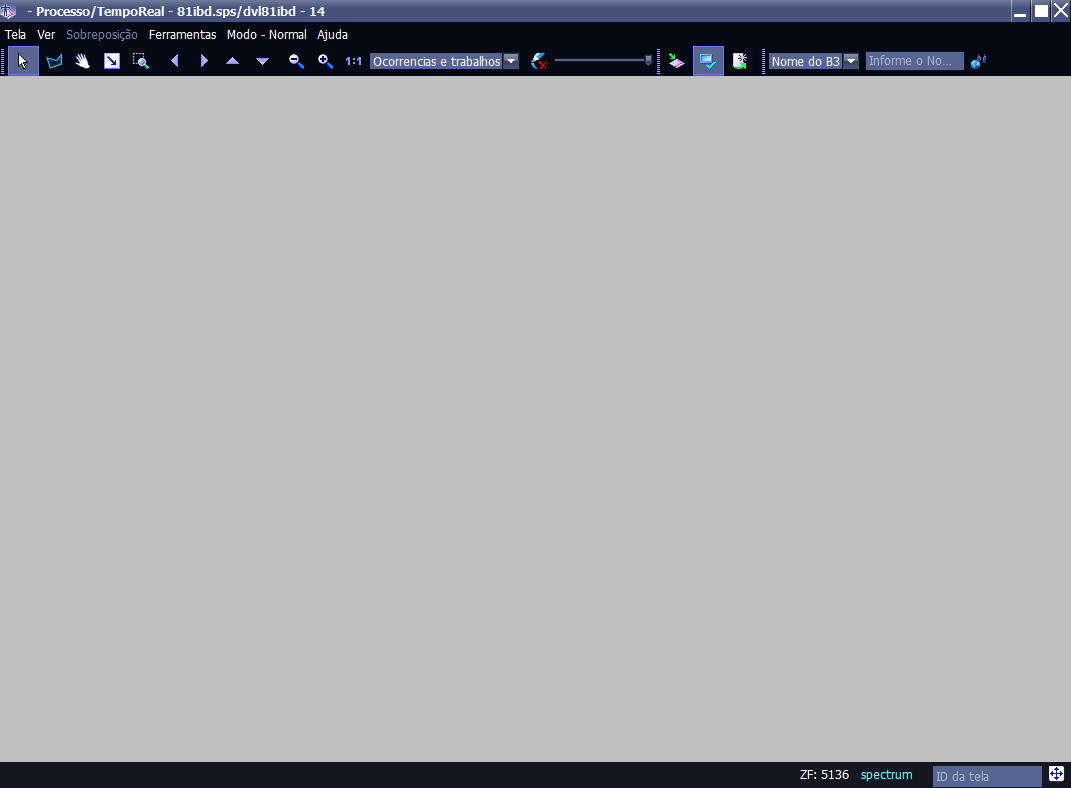 - Processo/TempoReal - 81ibd.sps/dvl81ibd - 14
Tela Ver Sobreposição Ferramentas Modo - Normal Ajuda
1:1 Ocorrencias e trabalhos Nome do B3 Informe o No...
ZF: 5136 spectrum ID da tela